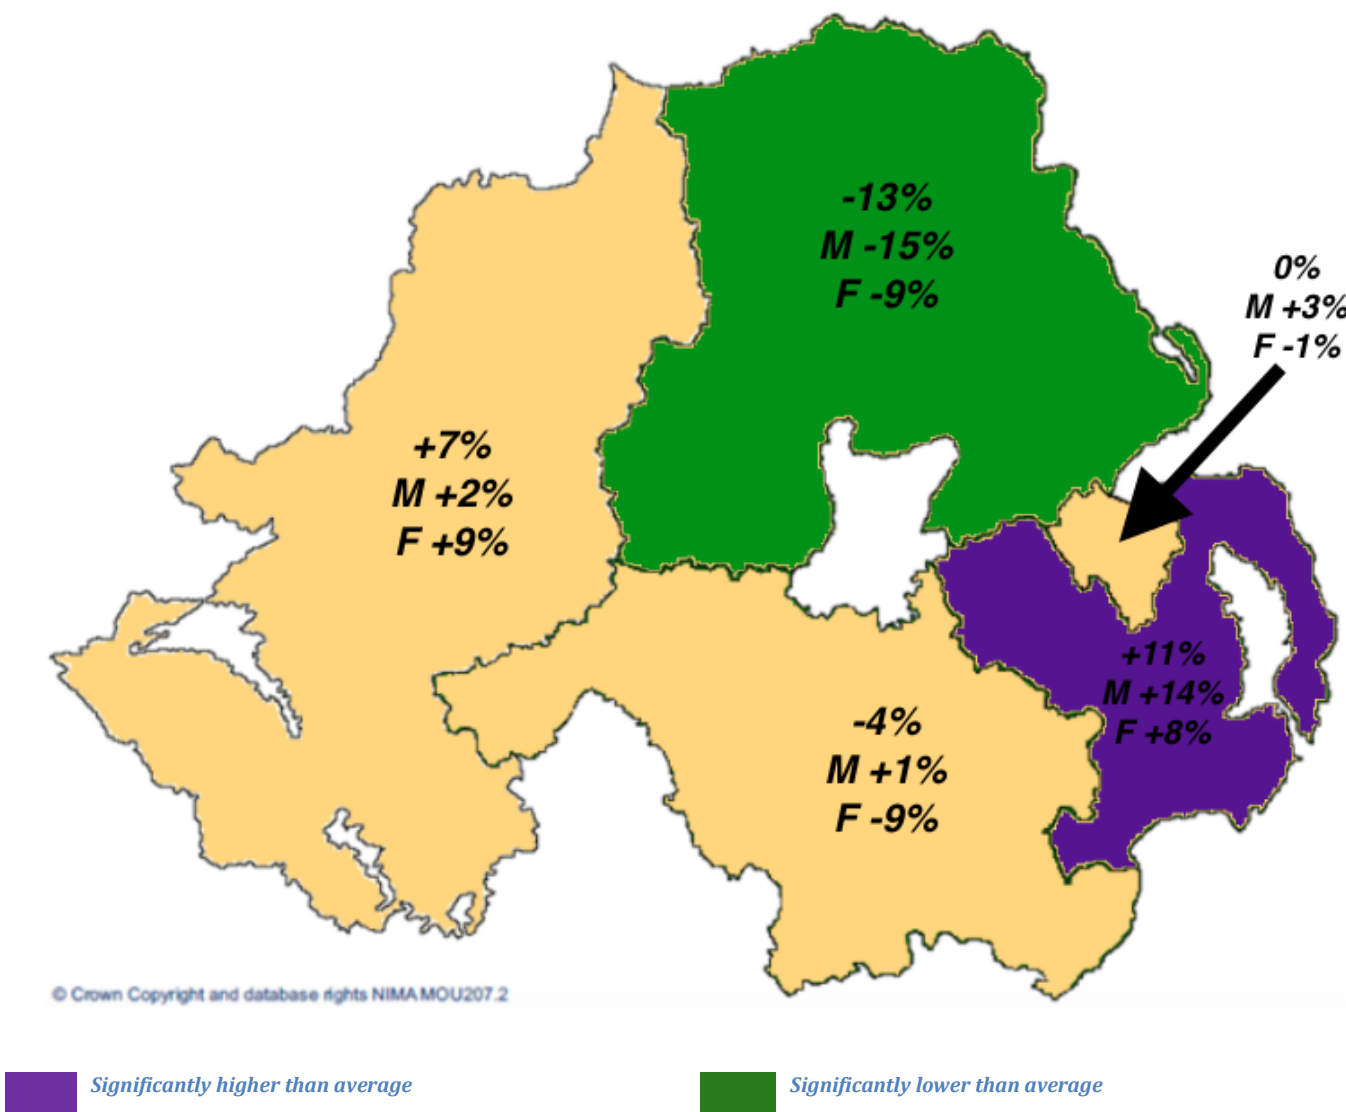 -13%
M -15%
F -9%
0%
M +3%
F -1%
+7%
M +2%
F +9%
+11%
M +14%
F +8%
-4%
M +1%
F -9%
© Crown Copyright and database rights NIMA MOU207.2
Significantly higher than average
Significantly lower than average